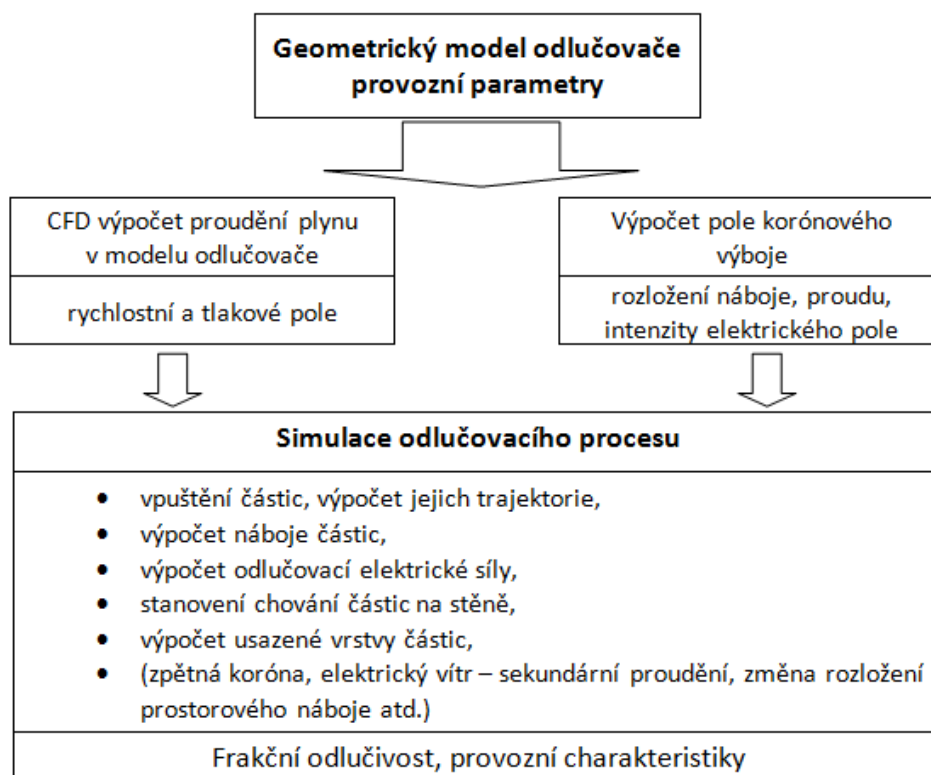 Geometrický model odlučovače
provozní parametry
CFD výpočet proudění plynu
v modelu odlučovače
rychlostní a tlakové pole
Výpočet pole korónového
výboje
rozložení náboje, proudu,
intenzity elektrického pole
Simulace odlučovacího procesu
• vpuštění částic, výpočet jejich trajektorie,
• výpočet náboje částic,
• výpočet odlučovací elektrické síly,
• stanovení chování částic na stěně,
• výpočet usazené vrstvy částic,
• (zpětná koróna, elektrický vítr – sekundární proudění, změna rozložení
prostorového náboje atd.)
Frakční odlučivost, provozní charakteristiky